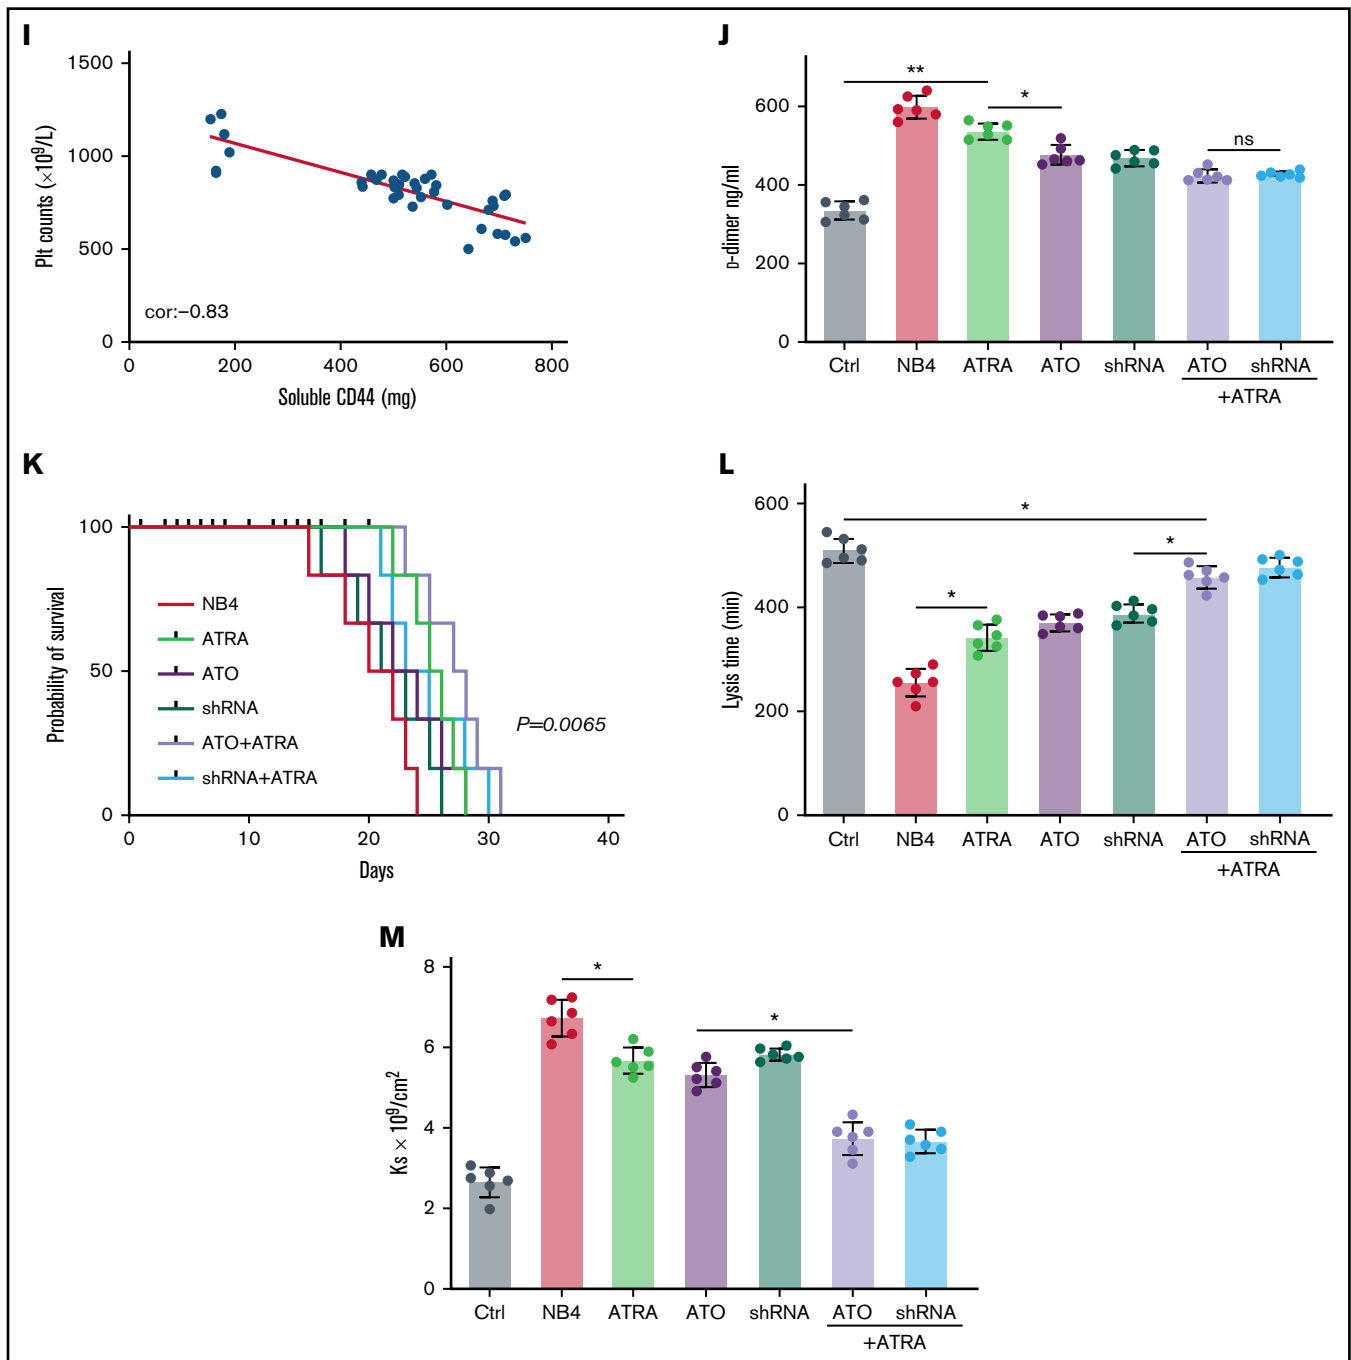 I
1500
1000
500
0
Plt counts (×10⁹/L)
cor:−0.83
0 200 400 600 800
Soluble CD44 (mg)
J
600
400
200
0
D-dimer ng/ml
**
*
ns
Ctrl NB4 ATRA ATO shRNA ATO shRNA
+ATRA
K
100
50
0
Probability of survival
NB4
ATRA
ATO
shRNA
ATO+ATRA
shRNA+ATRA
P=0.0065
0 10 20 30 40
Days
L
600
400
200
0
Lysis time (min)
*
*
*
Ctrl NB4 ATRA ATO shRNA ATO shRNA
+ATRA
M
8
6
4
2
0
Ks × 10⁹/cm²
*
*
Ctrl NB4 ATRA ATO shRNA ATO shRNA
+ATRA